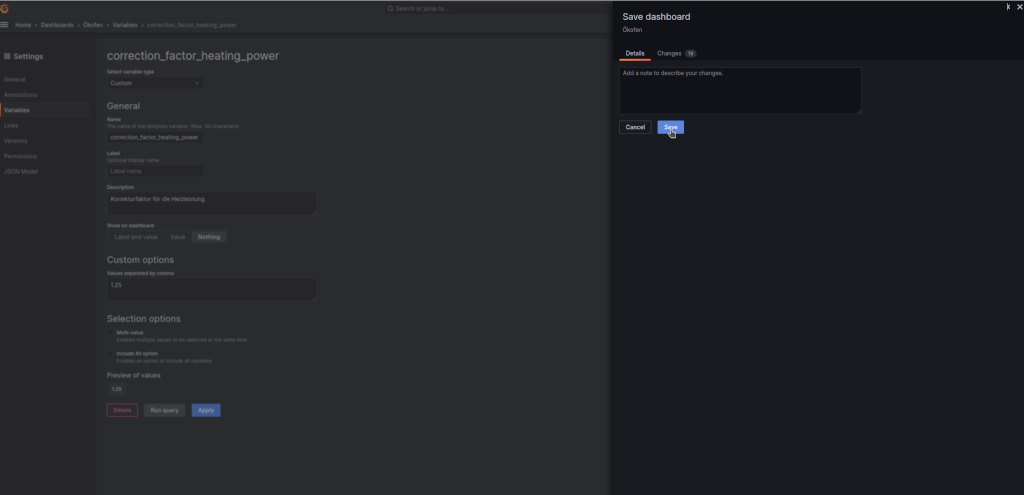 Search or jump to...
Home › Dashboards › Ökofen › Variables › correction_factor_heating_power
Settings
General
Annotations
Variables
Links
Versions
Permissions
JSON Model
correction_factor_heating_power
Select variable type
Custom
General
Name
The name of the template variable. (Max. 50 characters)
correction_factor_heating_power
Label
Optional display name
Label name
Description
Korrekturfaktor für die Heizleistung
Show on dashboard
Label and value Value Nothing
Custom options
Values separated by comma
1.25
Selection options
Multi-value
Enables multiple values to be selected at the same time
Include All option
Enables an option to include all variables
Preview of values
1.25
Delete Run query Apply
Save dashboard
Ökofen
Details Changes 19
Add a note to describe your changes.
Cancel Save